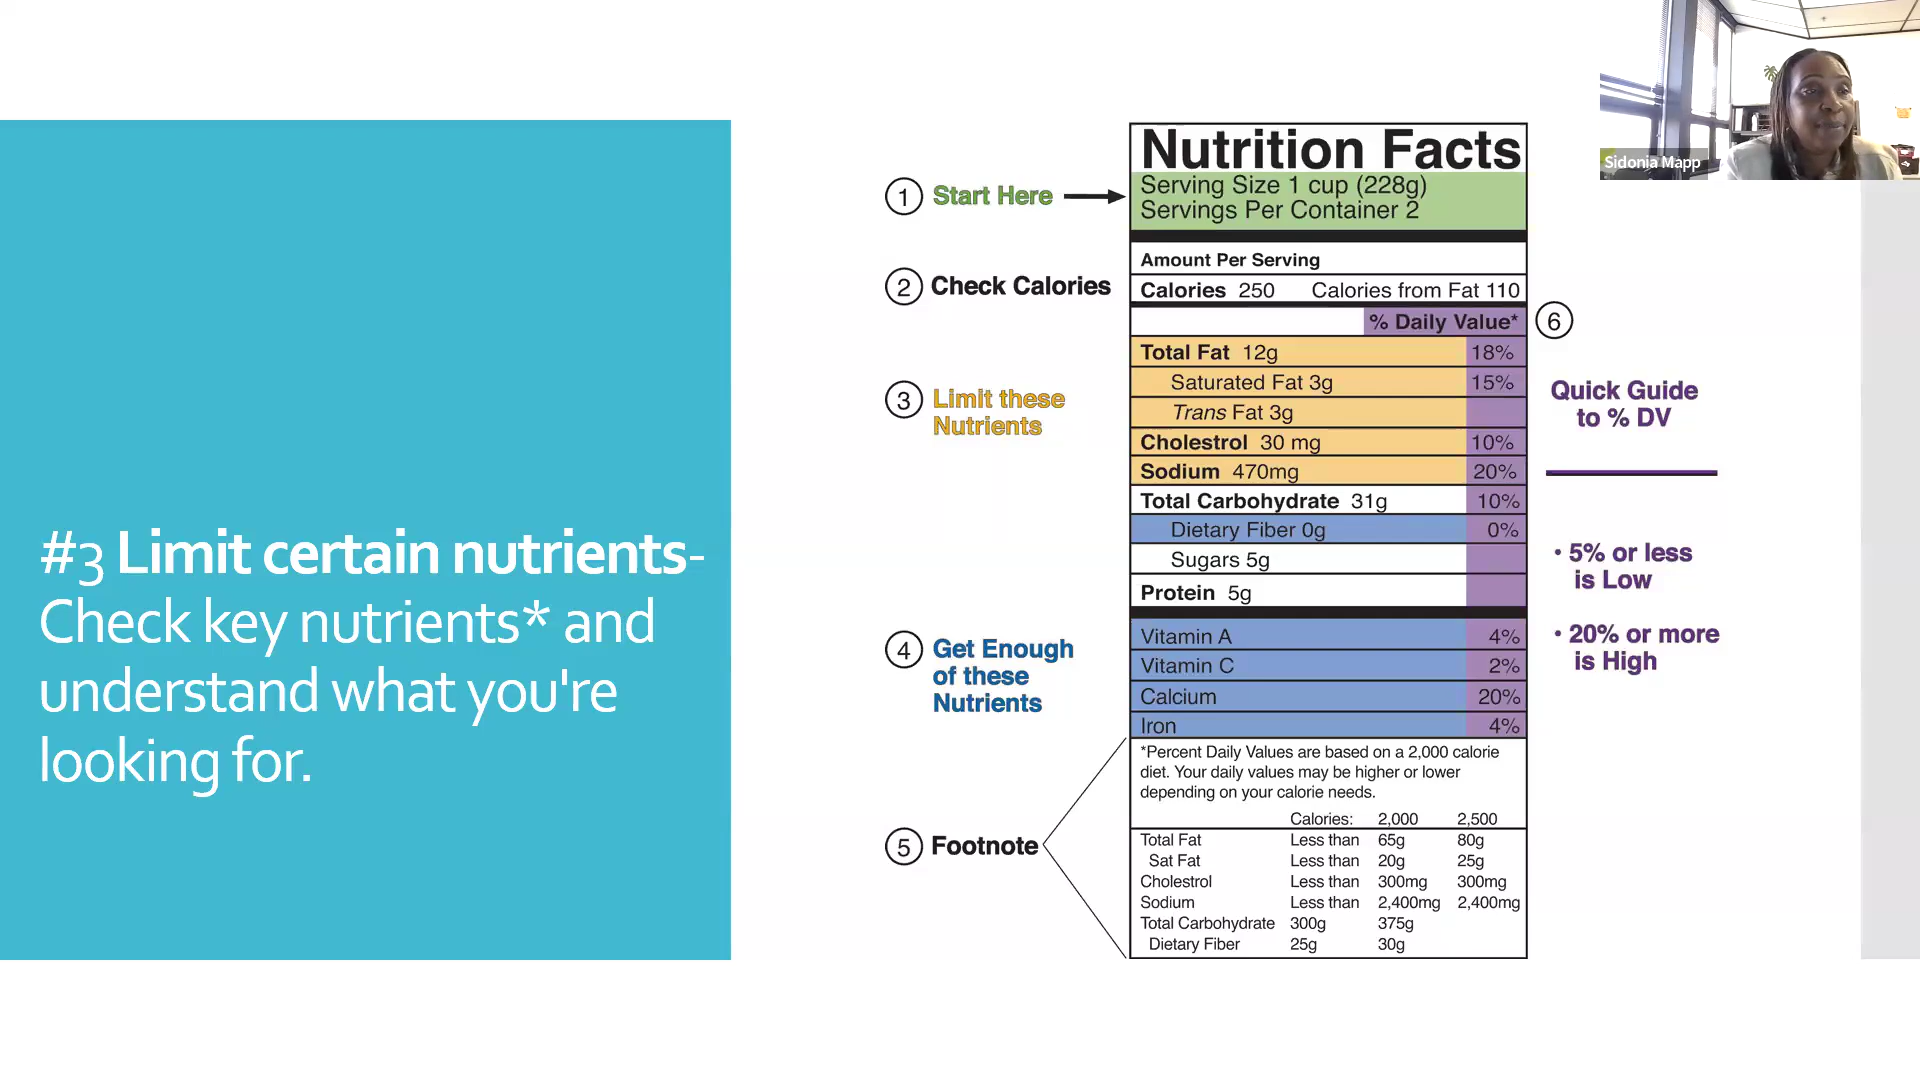 #3 Limit certain nutrients-
Check key nutrients* and
understand what you're
looking for.
1 Start Here
2 Check Calories
3 Limit these
Nutrients
4 Get Enough
of these
Nutrients
5 Footnote
Nutrition Facts
Serving Size 1 cup (228g)
Servings Per Container 2
Amount Per Serving
Calories 250 Calories from Fat 110
% Daily Value*
Total Fat 12g 18%
Saturated Fat 3g 15%
Trans Fat 3g
Cholestrol 30 mg 10%
Sodium 470mg 20%
Total Carbohydrate 31g 10%
Dietary Fiber 0g 0%
Sugars 5g
Protein 5g
Vitamin A 4%
Vitamin C 2%
Calcium 20%
Iron 4%
*Percent Daily Values are based on a 2,000 calorie
diet. Your daily values may be higher or lower
depending on your calorie needs.
Calories: 2,000 2,500
Total Fat Less than 65g 80g
Sat Fat Less than 20g 25g
Cholestrol Less than 300mg 300mg
Sodium Less than 2,400mg 2,400mg
Total Carbohydrate 300g 375g
Dietary Fiber 25g 30g
6
Quick Guide
to % DV
• 5% or less
is Low
• 20% or more
is High
Sidonia Mapp